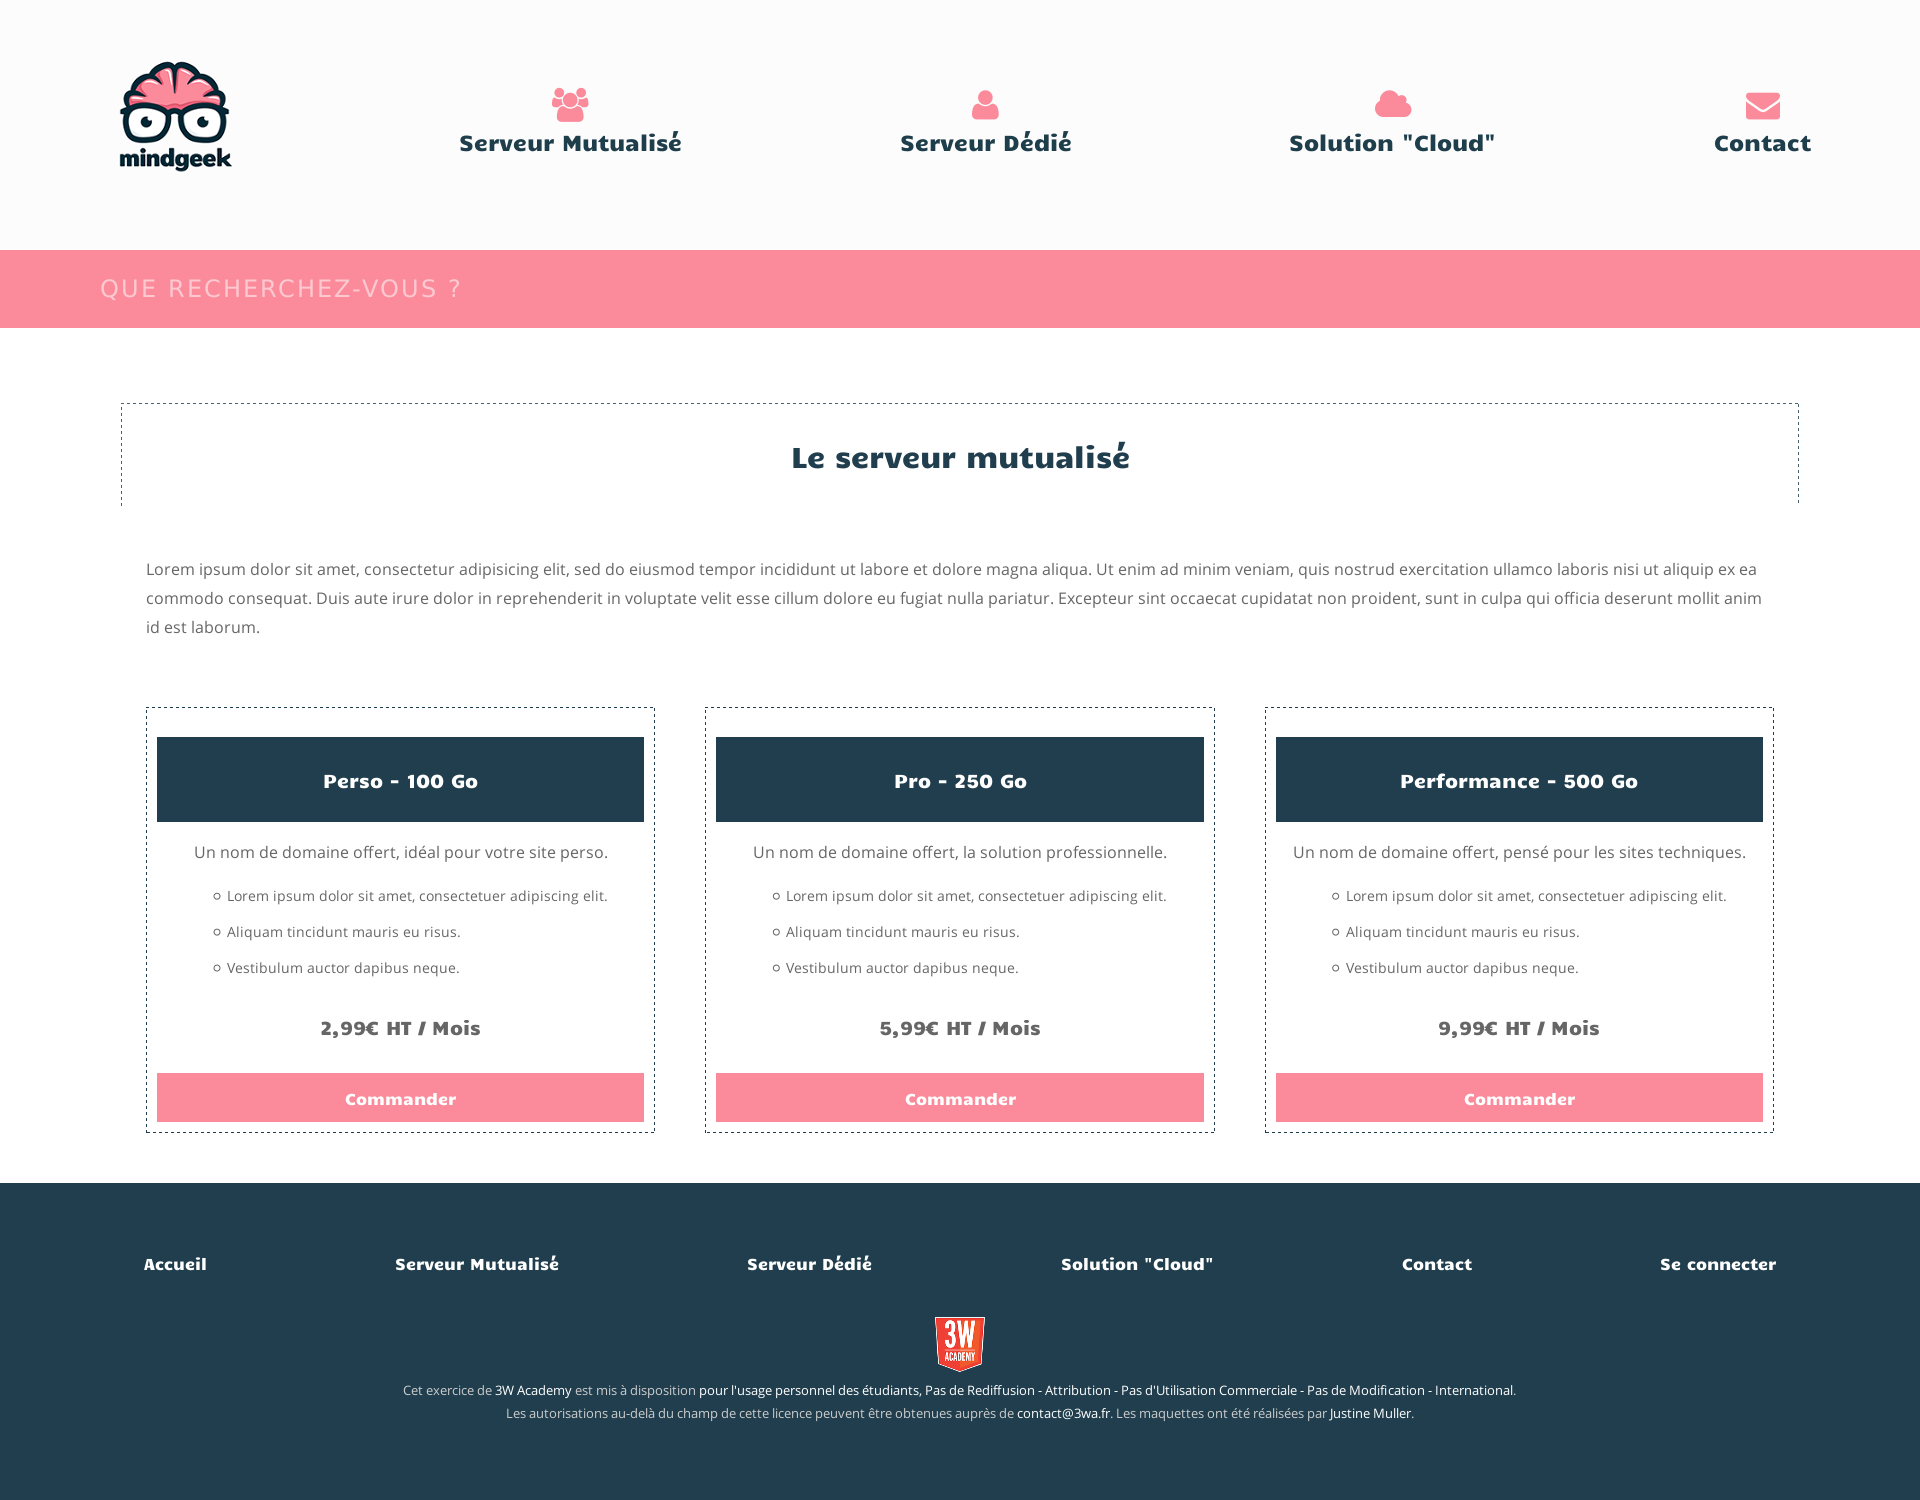 mindgeek
Serveur Mutualisé
Serveur Dédié
Solution "Cloud"
Contact
QUE RECHERCHEZ-VOUS ?
Le serveur mutualisé
Lorem ipsum dolor sit amet, consectetur adipisicing elit, sed do eiusmod tempor incididunt ut labore et dolore magna aliqua. Ut enim ad minim veniam, quis nostrud exercitation ullamco laboris nisi ut aliquip ex ea
commodo consequat. Duis aute irure dolor in reprehenderit in voluptate velit esse cillum dolore eu fugiat nulla pariatur. Excepteur sint occaecat cupidatat non proident, sunt in culpa qui officia deserunt mollit anim
id est laborum.
Perso - 100 Go
Un nom de domaine offert, idéal pour votre site perso.
Lorem ipsum dolor sit amet, consectetuer adipiscing elit.
Aliquam tincidunt mauris eu risus.
Vestibulum auctor dapibus neque.
2,99€ HT / Mois
Commander
Pro - 250 Go
Un nom de domaine offert, la solution professionnelle.
Lorem ipsum dolor sit amet, consectetuer adipiscing elit.
Aliquam tincidunt mauris eu risus.
Vestibulum auctor dapibus neque.
5,99€ HT / Mois
Commander
Performance - 500 Go
Un nom de domaine offert, pensé pour les sites techniques.
Lorem ipsum dolor sit amet, consectetuer adipiscing elit.
Aliquam tincidunt mauris eu risus.
Vestibulum auctor dapibus neque.
9,99€ HT / Mois
Commander
Accueil
Serveur Mutualisé
Serveur Dédié
Solution "Cloud"
Contact
Se connecter
3W
ACADEMY
Cet exercice de 3W Academy est mis à disposition pour l'usage personnel des étudiants, Pas de Rediffusion - Attribution - Pas d'Utilisation Commerciale - Pas de Modification - International.
Les autorisations au-delà du champ de cette licence peuvent être obtenues auprès de contact@3wa.fr. Les maquettes ont été réalisées par Justine Muller.